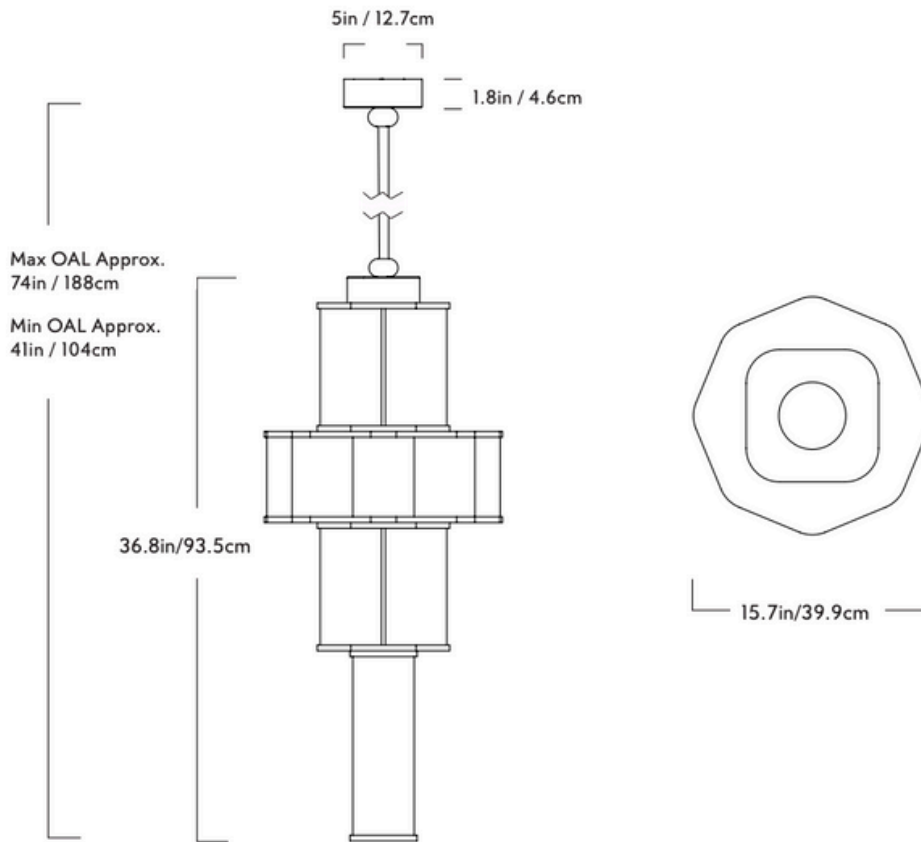 5in / 12.7cm
1.8in / 4.6cm
Max OAL Approx.
74in / 188cm
Min OAL Approx.
41in / 104cm
36.8in/93.5cm
15.7in/39.9cm